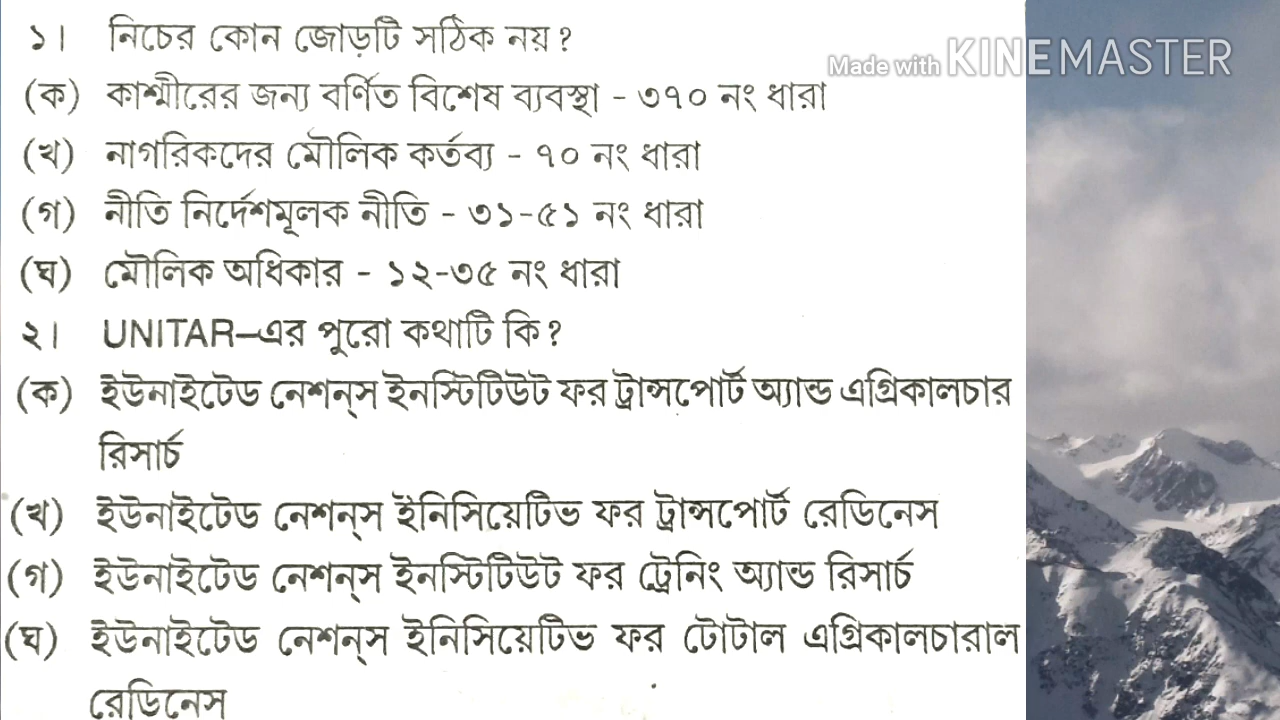 ১। নিচের কোন জোড়টি সঠিক নয় ?
Made with KINEMASTER
(ক) কাশ্মীরের জন্য বর্ণিত বিশেষ ব্যবস্থা - ৩৭০ নং ধারা
(খ) নাগরিকদের মৌলিক কর্তব্য - ৭০ নং ধারা
(গ) নীতি নির্দেশমূলক নীতি - ৩১-৫১ নং ধারা
(ঘ) মৌলিক অধিকার - ১২-৩৫ নং ধারা
২। UNITAR–এর পুরো কথাটি কি ?
(ক) ইউনাইটেড নেশন্‌স ইনস্টিটিউট ফর ট্রান্সপোর্ট অ্যান্ড এগ্রিকালচার
রিসার্চ
(খ) ইউনাইটেড নেশন্‌স ইনিসিয়েটিভ ফর ট্রান্সপোর্ট রেডিনেস
(গ) ইউনাইটেড নেশন্‌স ইনস্টিটিউট ফর ট্রেনিং অ্যান্ড রিসার্চ
(ঘ) ইউনাইটেড নেশন্‌স ইনিসিয়েটিভ ফর টোটাল এগ্রিকালচারাল
রেডিনেস